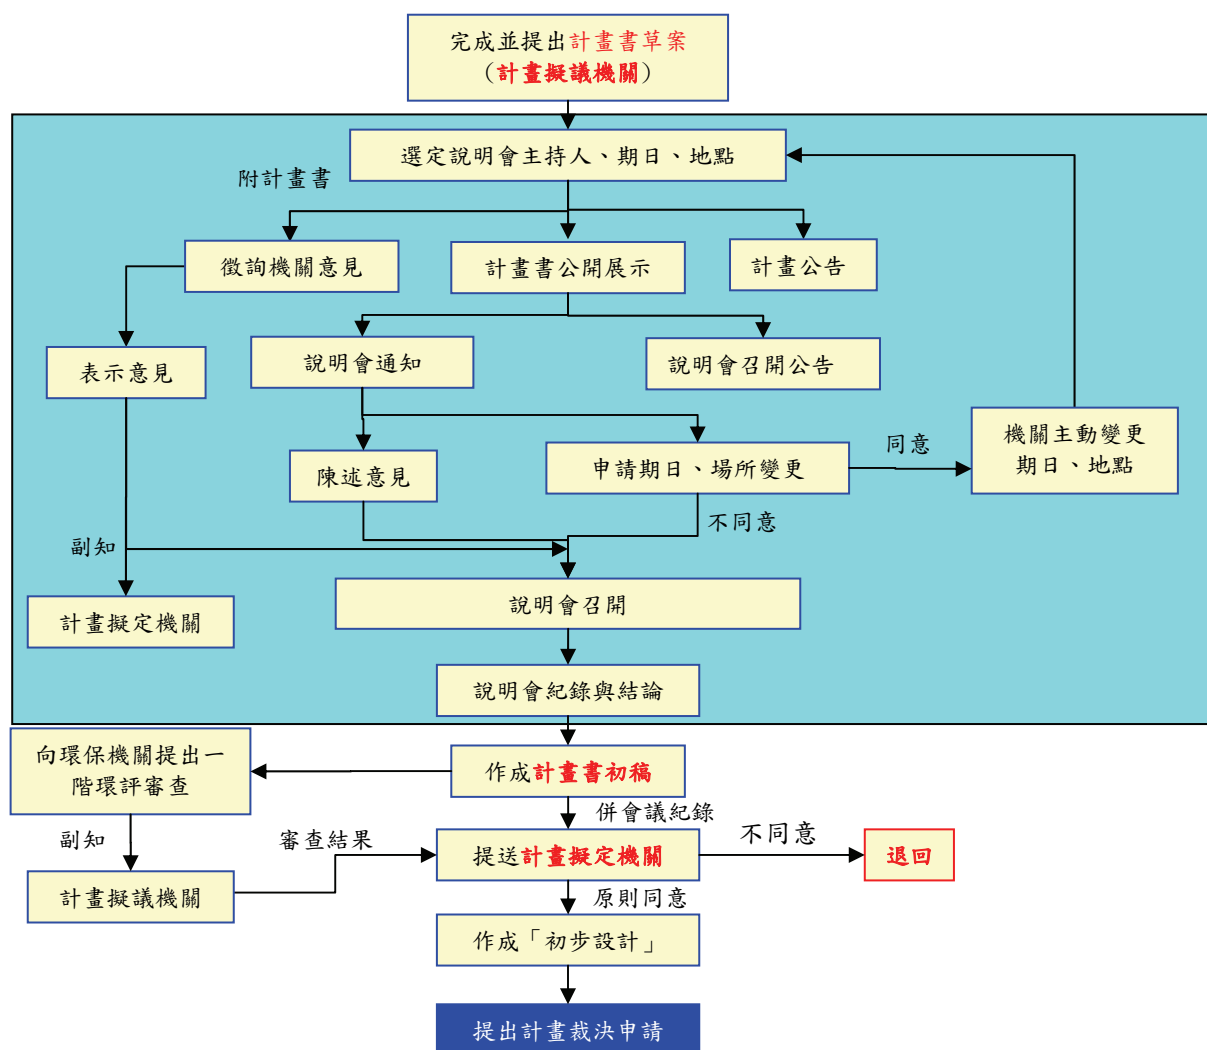 完成並提出計畫書草案
（計畫擬議機關）
選定說明會主持人、期日、地點
附計畫書
徵詢機關意見
計畫書公開展示
計畫公告
表示意見
說明會通知
說明會召開公告
陳述意見
申請期日、場所變更
同意
機關主動變更
期日、地點
不同意
副知
計畫擬定機關
說明會召開
說明會紀錄與結論
向環保機關提出一
階環評審查
作成計畫書初稿
併會議紀錄
副知
審查結果
提送計畫擬定機關
不同意
退回
計畫擬議機關
原則同意
作成「初步設計」
提出計畫裁決申請